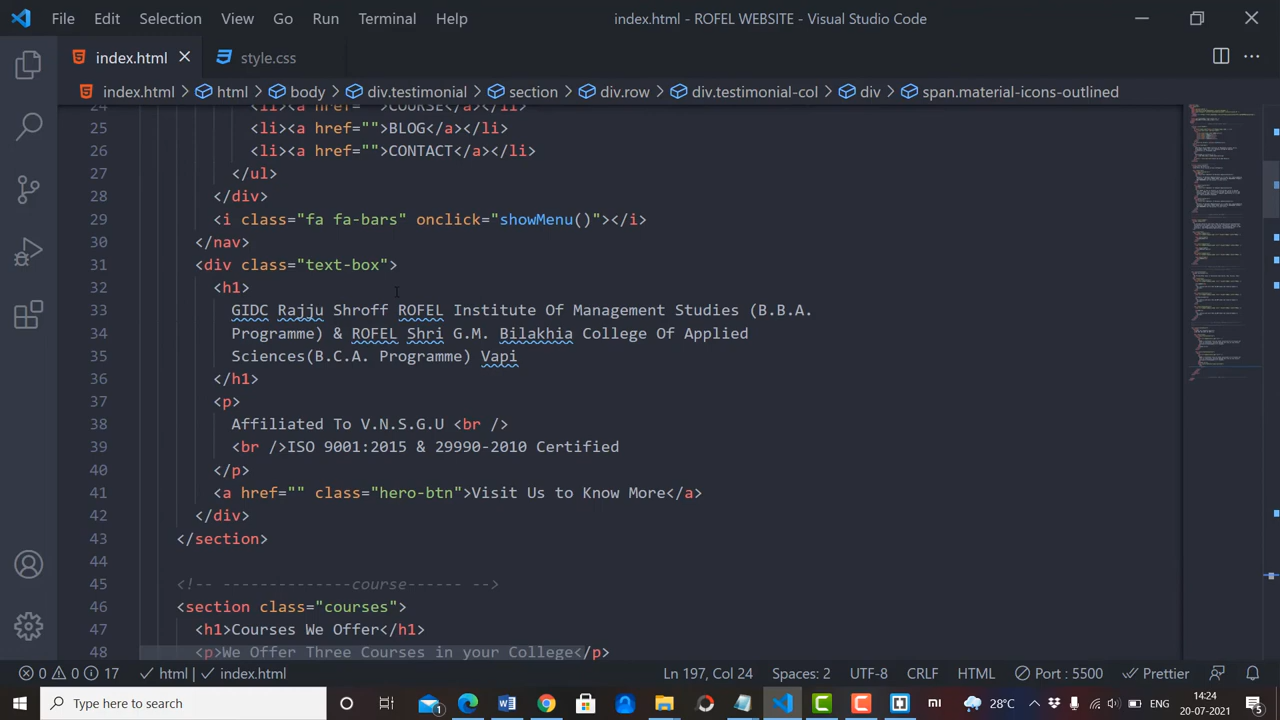 File Edit Selection View Go Run Terminal Help index.html - ROFEL WEBSITE - Visual Studio Code
index.html style.css
index.html > html > body > div.testimonial > section > div.row > div.testimonial-col > div > span.material-icons-outlined
24 <li><a href="">COURSE</a></li>
25 <li><a href="">BLOG</a></li>
26 <li><a href="">CONTACT</a></li>
27 </ul>
28 </div>
29 <i class="fa fa-bars" onclick="showMenu()"></i>
30 </nav>
31 <div class="text-box">
32 <h1>
33 GIDC Rajju Shroff ROFEL Institute Of Management Studies (B.B.A.
34 Programme) & ROFEL Shri G.M. Bilakhia College Of Applied
35 Sciences(B.C.A. Programme) Vapi
36 </h1>
37 <p>
38 Affiliated To V.N.S.G.U <br />
39 <br />ISO 9001:2015 & 29990-2010 Certified
40 </p>
41 <a href="" class="hero-btn">Visit Us to Know More</a>
42 </div>
43 </section>
44
45 <!-- --------------course------ -->
46 <section class="courses">
47 <h1>Courses We Offer</h1>
48 <p>We Offer Three Courses in your College</p>
0 0 17 html index.html Ln 197, Col 24 Spaces: 2 UTF-8 CRLF HTML Port : 5500 Prettier
Type here to search 1 28°C 14:24
20-07-2021 5